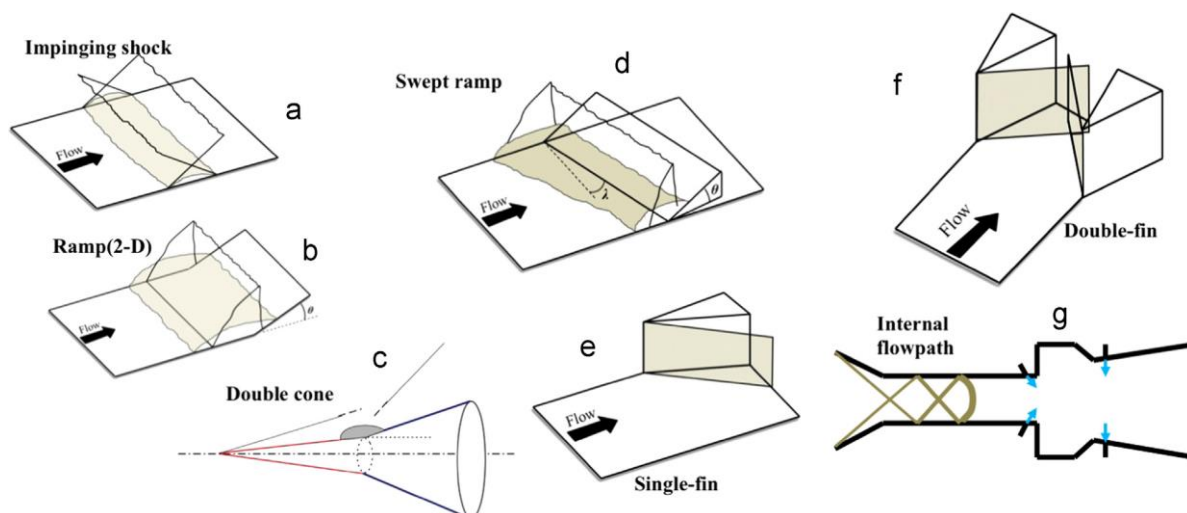 Impinging shock
a
Flow
Ramp(2-D)
b
Flow
θ
c
Double cone
d
Swept ramp
Flow
λ
θ
e
Flow
Single-fin
f
Flow
Double-fin
g
Internal
flowpath